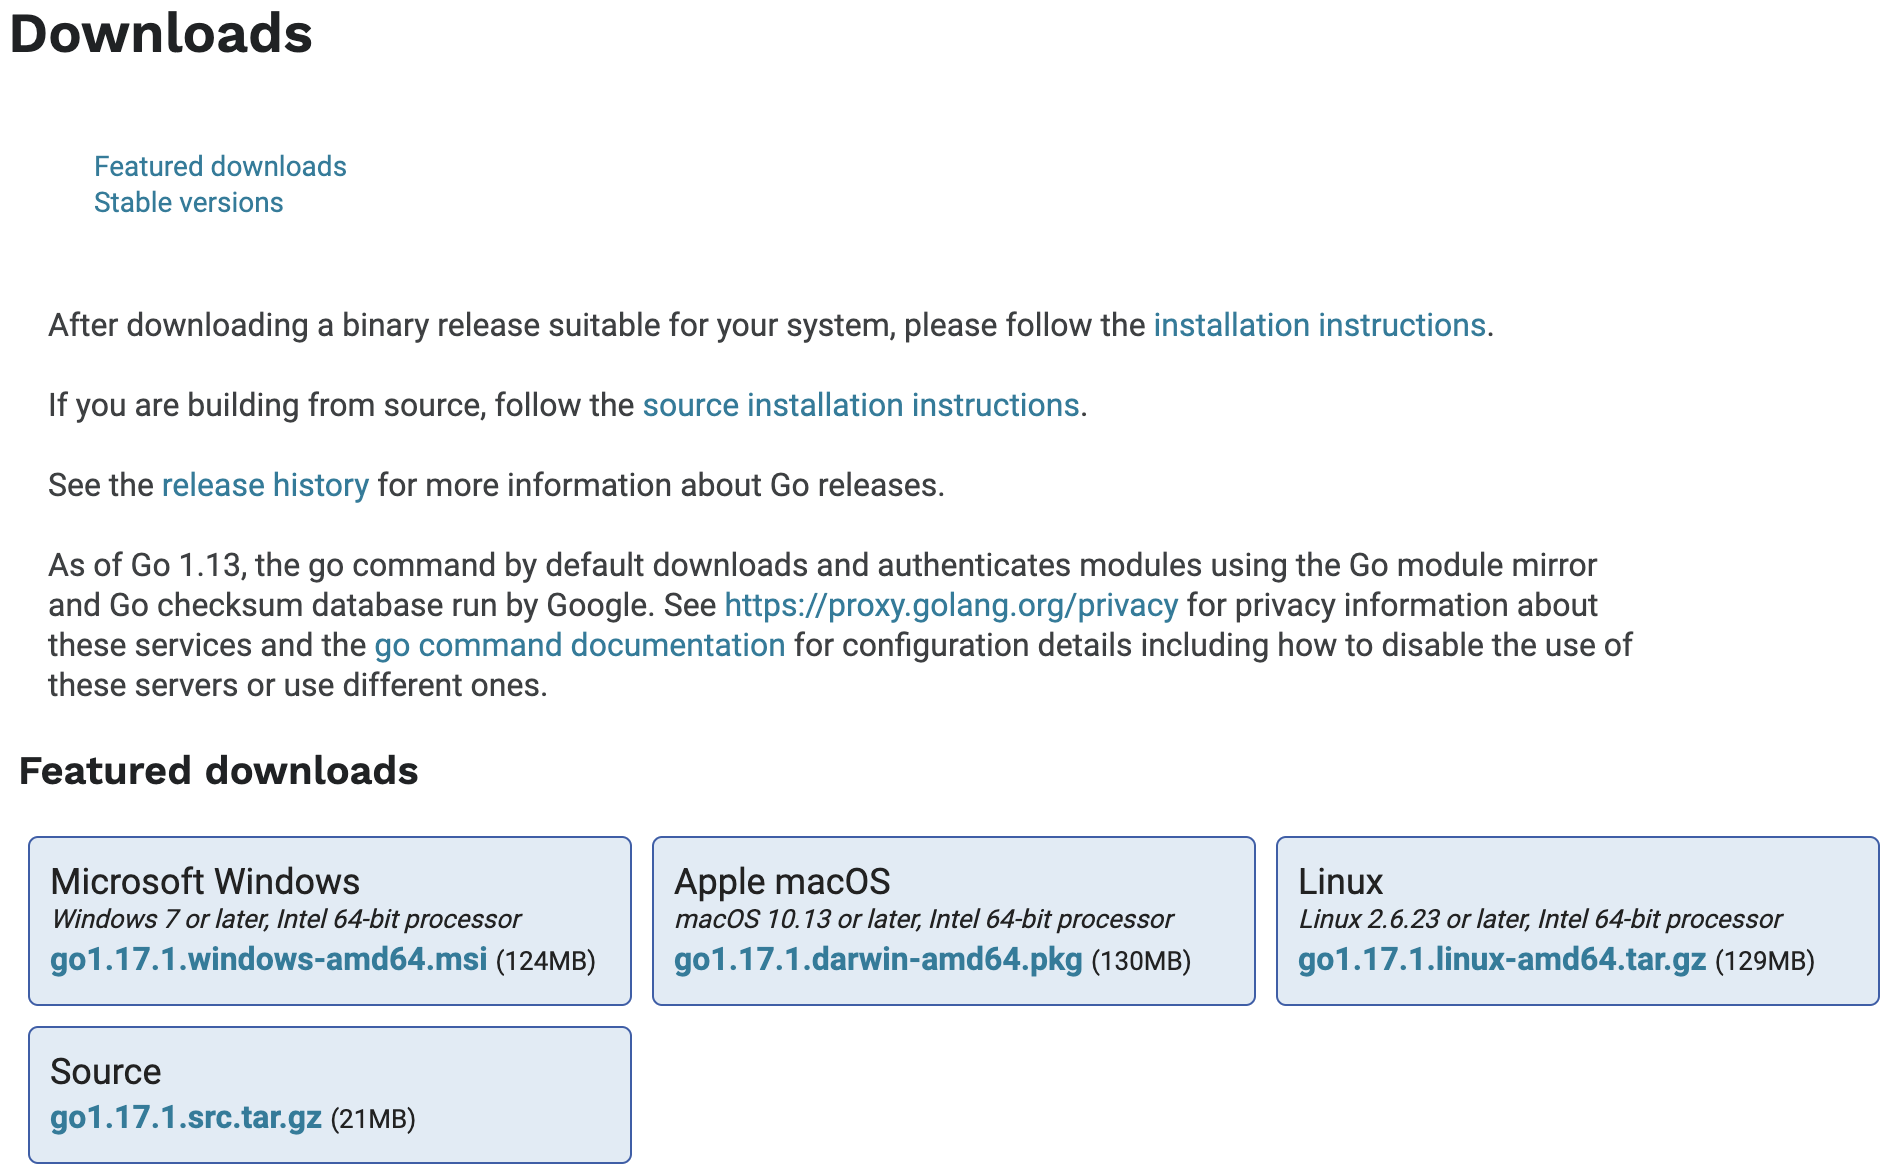 Downloads
Featured downloads
Stable versions
After downloading a binary release suitable for your system, please follow the installation instructions.
If you are building from source, follow the source installation instructions.
See the release history for more information about Go releases.
As of Go 1.13, the go command by default downloads and authenticates modules using the Go module mirror
and Go checksum database run by Google. See https://proxy.golang.org/privacy for privacy information about
these services and the go command documentation for configuration details including how to disable the use of
these servers or use different ones.
Featured downloads
Microsoft Windows
Windows 7 or later, Intel 64-bit processor
go1.17.1.windows-amd64.msi (124MB)
Apple macOS
macOS 10.13 or later, Intel 64-bit processor
go1.17.1.darwin-amd64.pkg (130MB)
Linux
Linux 2.6.23 or later, Intel 64-bit processor
go1.17.1.linux-amd64.tar.gz (129MB)
Source
go1.17.1.src.tar.gz (21MB)